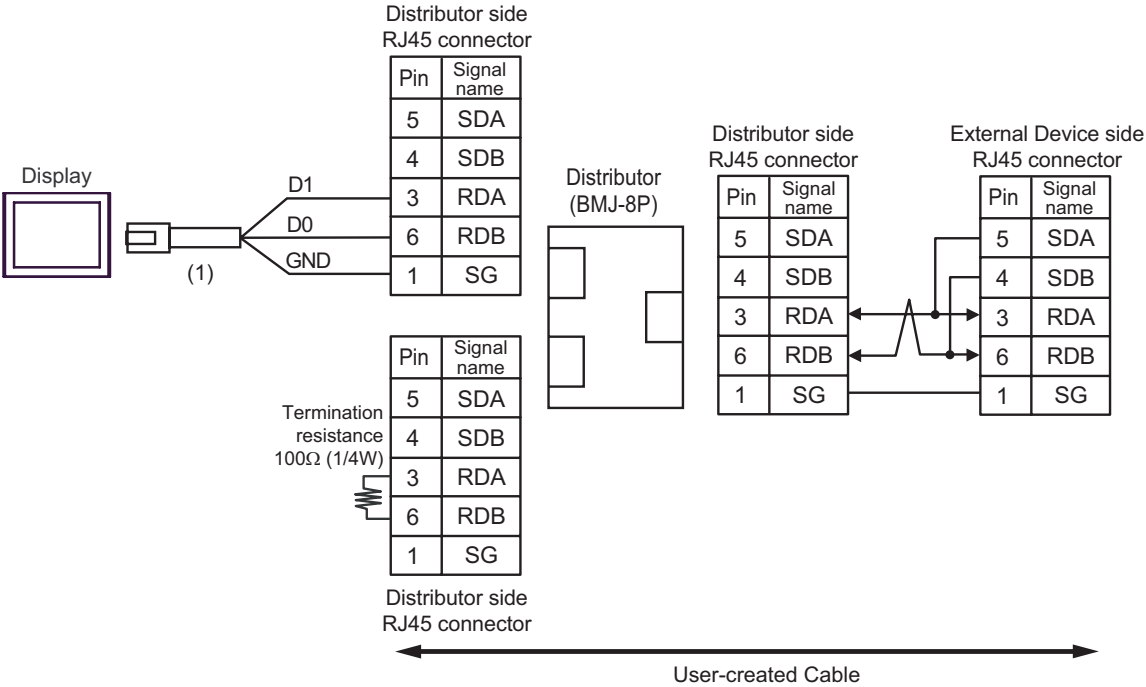 Distributor side
RJ45 connector
Pin Signal name
5 SDA
4 SDB
3 RDA
6 RDB
1 SG
Display
D1
D0
GND
(1)
Pin Signal name
5 SDA
4 SDB
3 RDA
6 RDB
1 SG
Termination
resistance
100Ω (1/4W)
Distributor side
RJ45 connector
Distributor
(BMJ-8P)
Distributor side
RJ45 connector
Pin Signal name
5 SDA
4 SDB
3 RDA
6 RDB
1 SG
External Device side
RJ45 connector
Pin Signal name
5 SDA
4 SDB
3 RDA
6 RDB
1 SG
User-created Cable